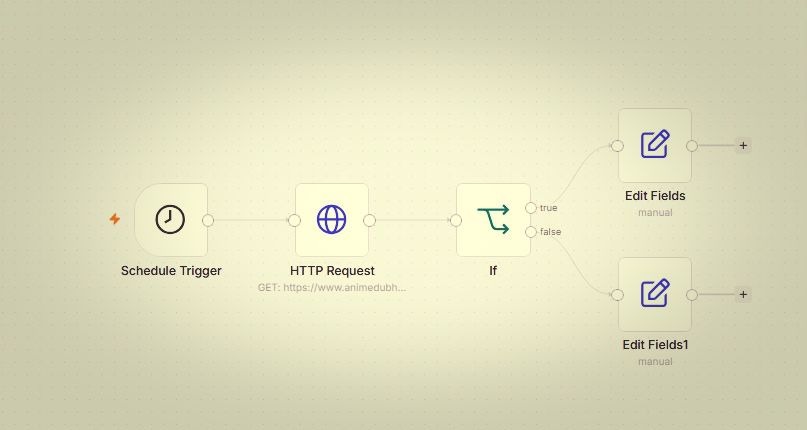 Schedule Trigger
HTTP Request
GET: https://www.animedubh...
If
true
false
Edit Fields
manual
Edit Fields1
manual